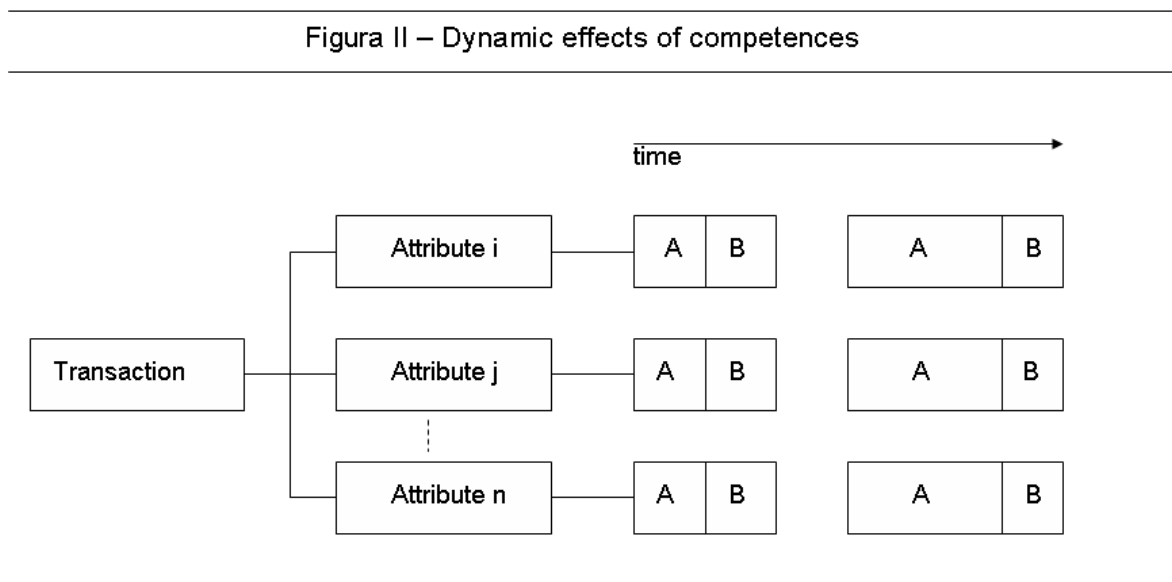 Figura II – Dynamic effects of competences
time
Attribute i A B A B
Transaction Attribute j A B A B
Attribute n A B A B